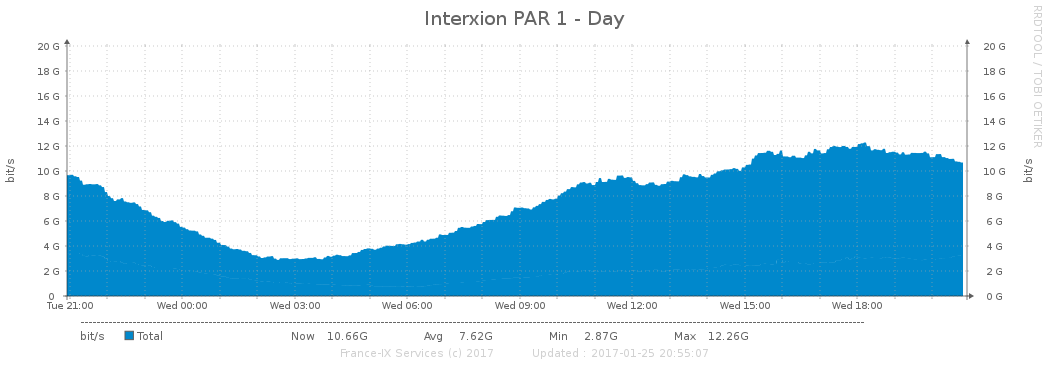 Interxion PAR 1 - Day
RRDTOOL / TOBI OETIKER
bit/s
bit/s
20 G 20 G
18 G 18 G
16 G 16 G
14 G 14 G
12 G 12 G
10 G 10 G
8 G 8 G
6 G 6 G
4 G 4 G
2 G 2 G
0 0 G
Tue 21:00 Wed 00:00 Wed 03:00 Wed 06:00 Wed 09:00 Wed 12:00 Wed 15:00 Wed 18:00
bit/s Total Now 10.66G Avg 7.62G Min 2.87G Max 12.26G
France-IX Services (c) 2017 Updated : 2017-01-25 20:55:07